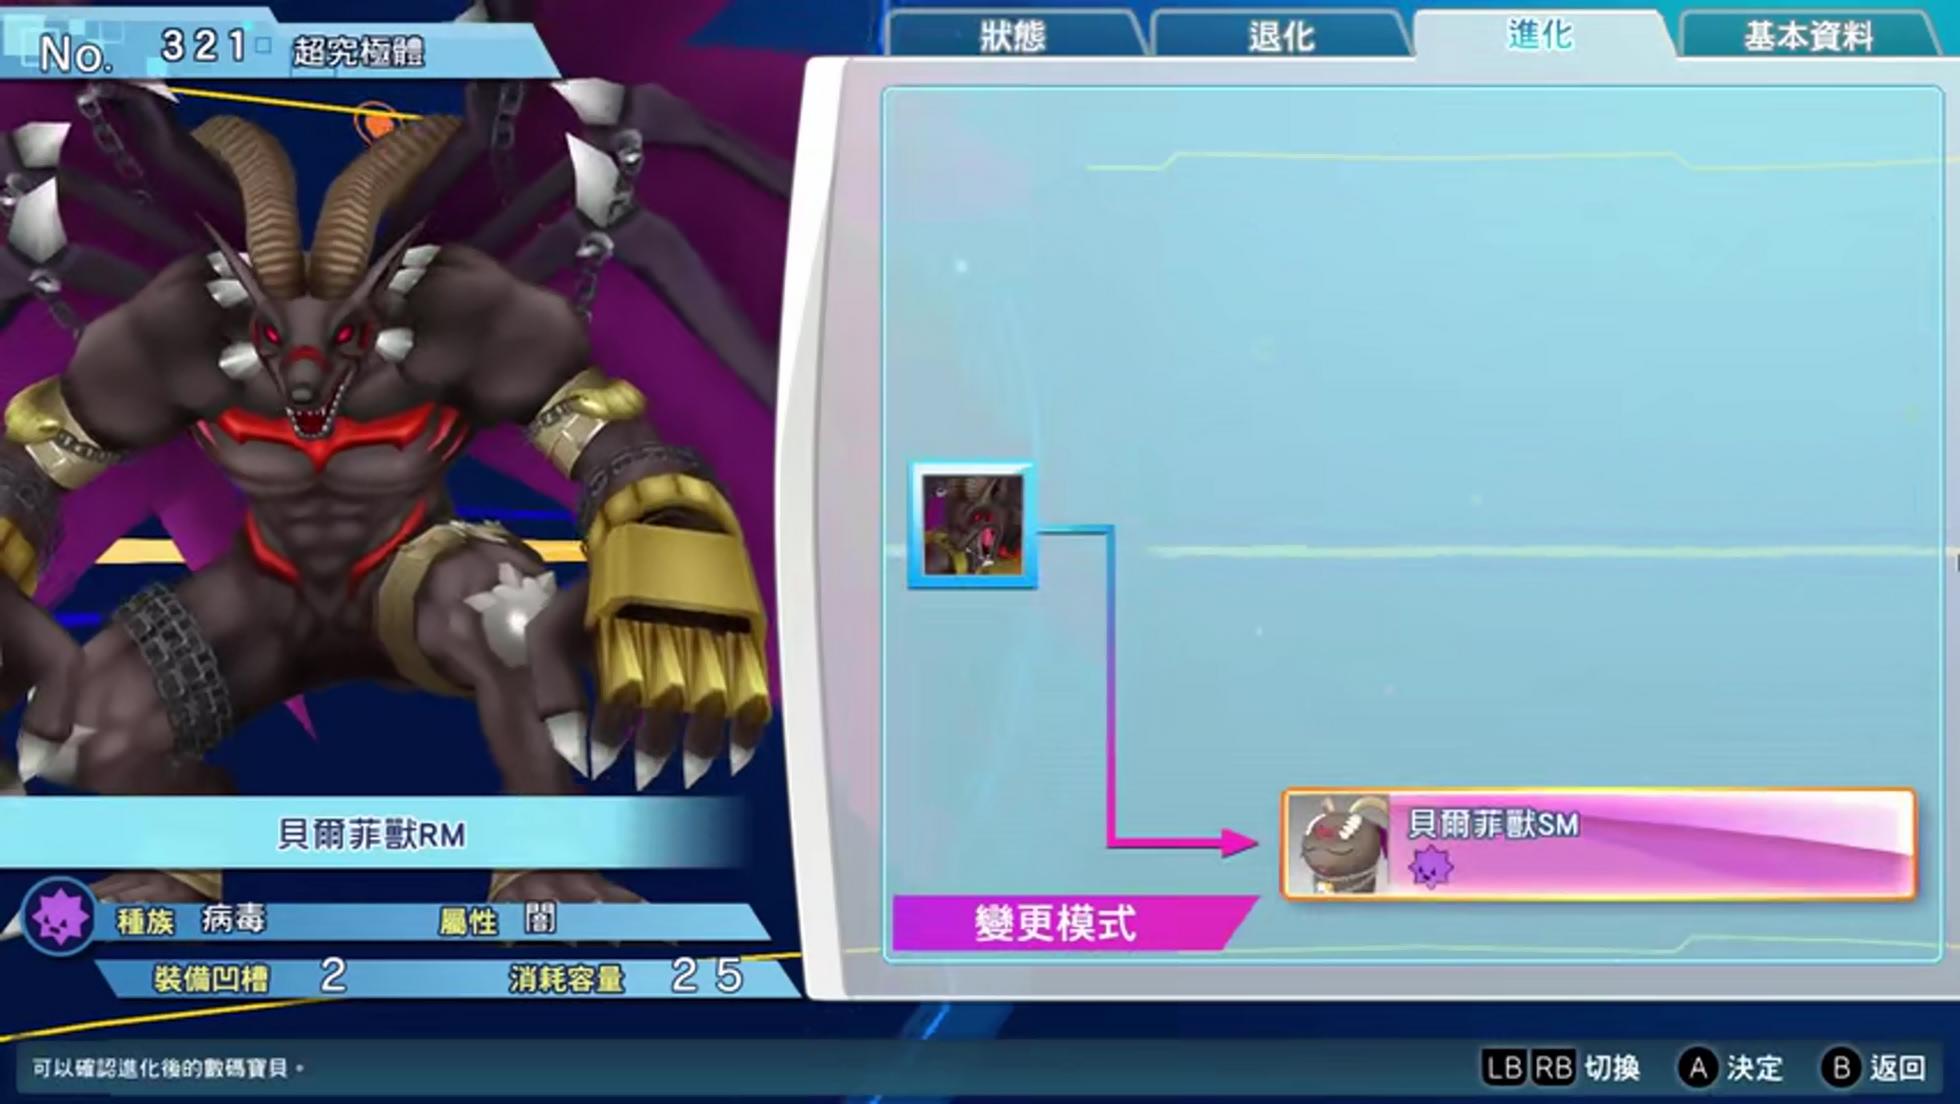 No. 321 超究極體
狀態 退化 進化 基本資料
貝爾菲獸SM
變更模式
貝爾菲獸RM
種族 病毒 屬性 闇
裝備凹槽 2 消耗容量 25
可以確認進化後的數碼寶貝。
LB RB 切換 A 決定 B 返回